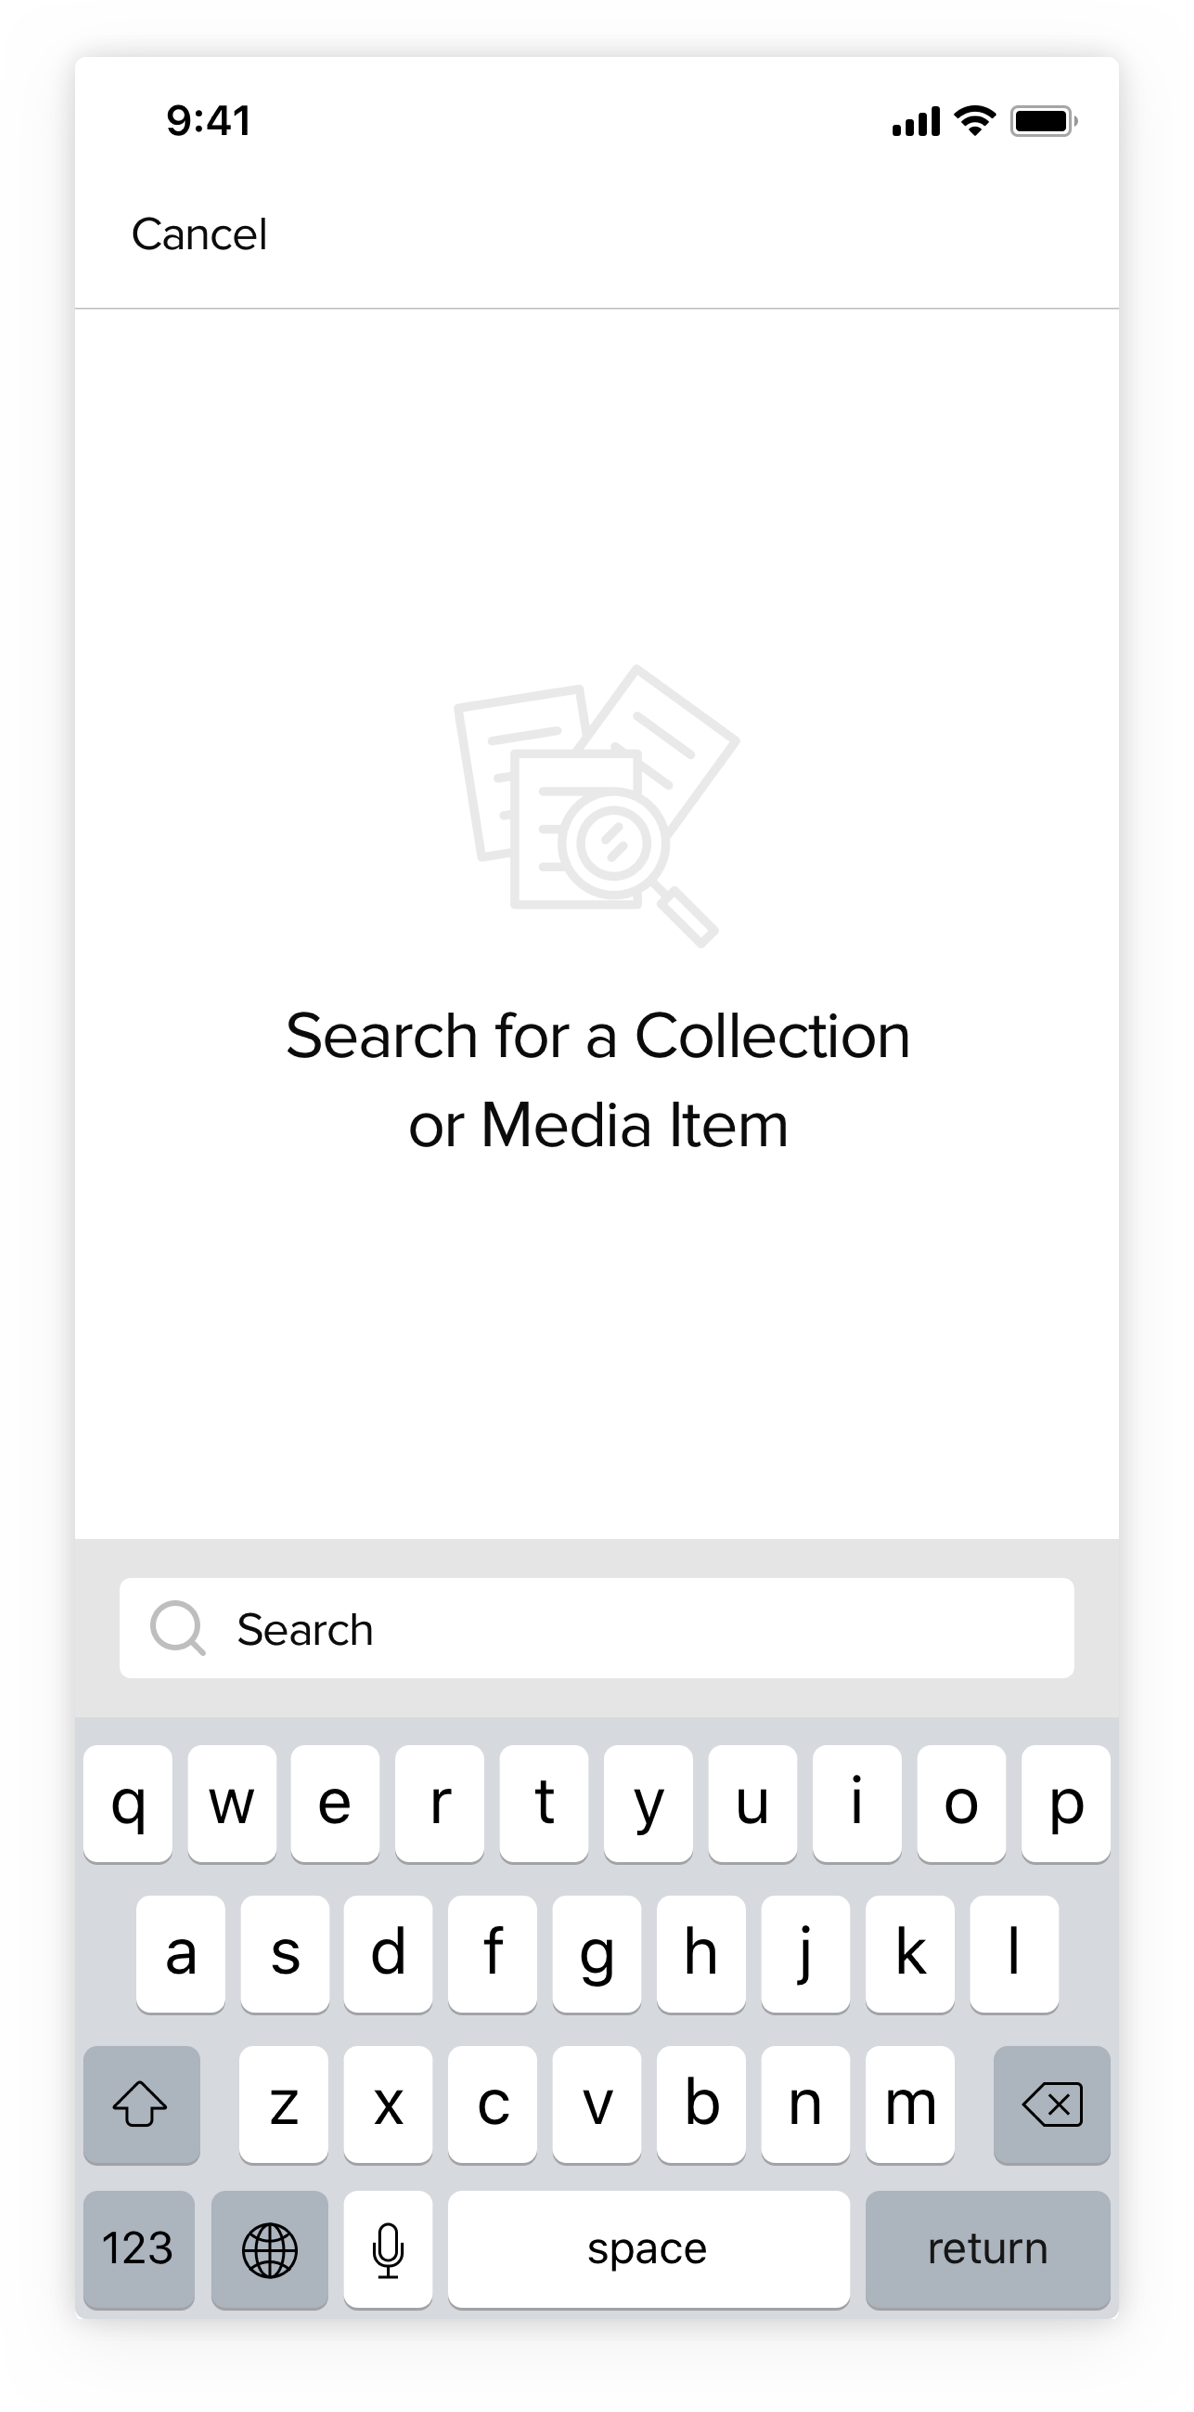 9:41
Cancel
Search for a Collection
or Media Item
Search
q w e r t y u i o p
a s d f g h j k l
z x c v b n m
123 space return